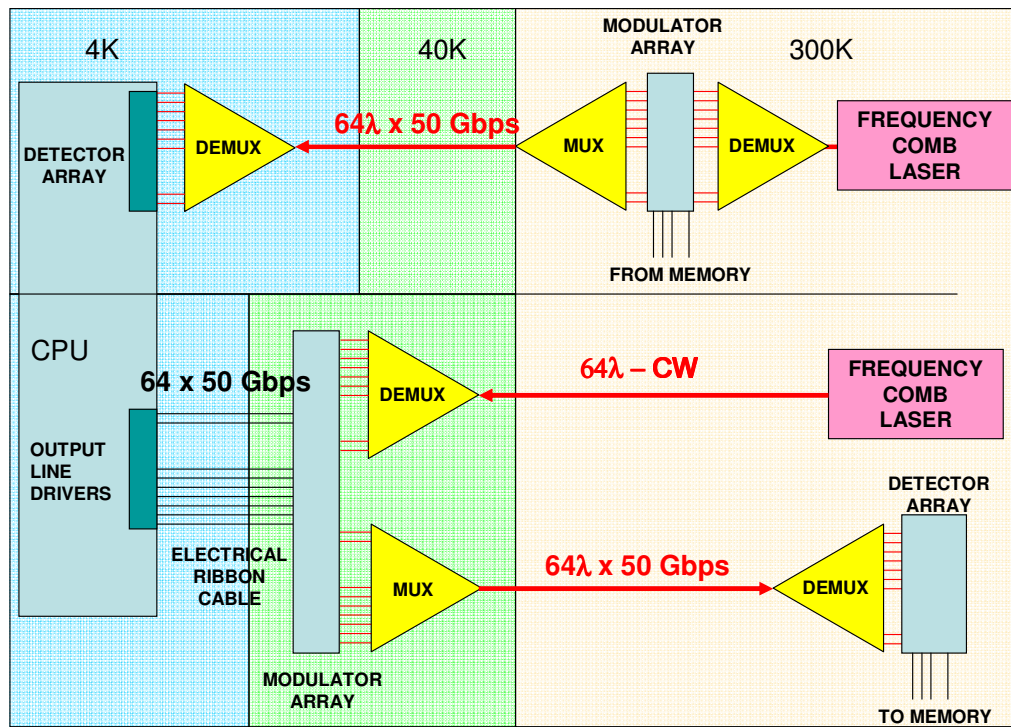 4K
40K
300K
MODULATOR
ARRAY
64λ x 50 Gbps
DETECTOR
ARRAY
DEMUX
MUX
DEMUX
FREQUENCY
COMB
LASER
FROM MEMORY
CPU
64 x 50 Gbps
64λ – CW
DEMUX
FREQUENCY
COMB
LASER
OUTPUT
LINE
DRIVERS
ELECTRICAL
RIBBON
CABLE
MUX
64λ x 50 Gbps
DEMUX
DETECTOR
ARRAY
MODULATOR
ARRAY
TO MEMORY